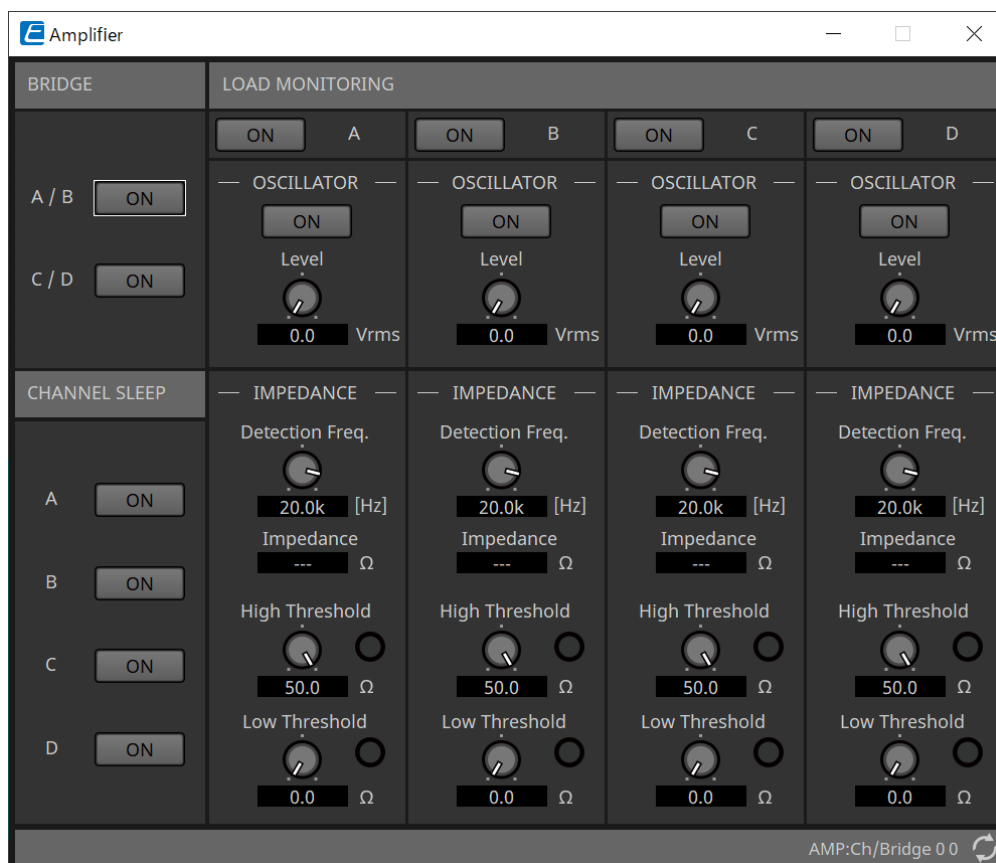 E Amplifier
BRIDGE LOAD MONITORING
ON A ON B ON C ON D
A / B ON
C / D ON
OSCILLATOR OSCILLATOR OSCILLATOR OSCILLATOR
ON ON ON ON
Level Level Level Level
0.0 Vrms 0.0 Vrms 0.0 Vrms 0.0 Vrms
CHANNEL SLEEP
A ON
B ON
C ON
D ON
IMPEDANCE IMPEDANCE IMPEDANCE IMPEDANCE
Detection Freq. Detection Freq. Detection Freq. Detection Freq.
20.0k [Hz] 20.0k [Hz] 20.0k [Hz] 20.0k [Hz]
Impedance Impedance Impedance Impedance
--- Ω --- Ω --- Ω --- Ω
High Threshold High Threshold High Threshold High Threshold
50.0 Ω 50.0 Ω 50.0 Ω 50.0 Ω
Low Threshold Low Threshold Low Threshold Low Threshold
0.0 Ω 0.0 Ω 0.0 Ω 0.0 Ω
AMP:Ch/Bridge 0 0